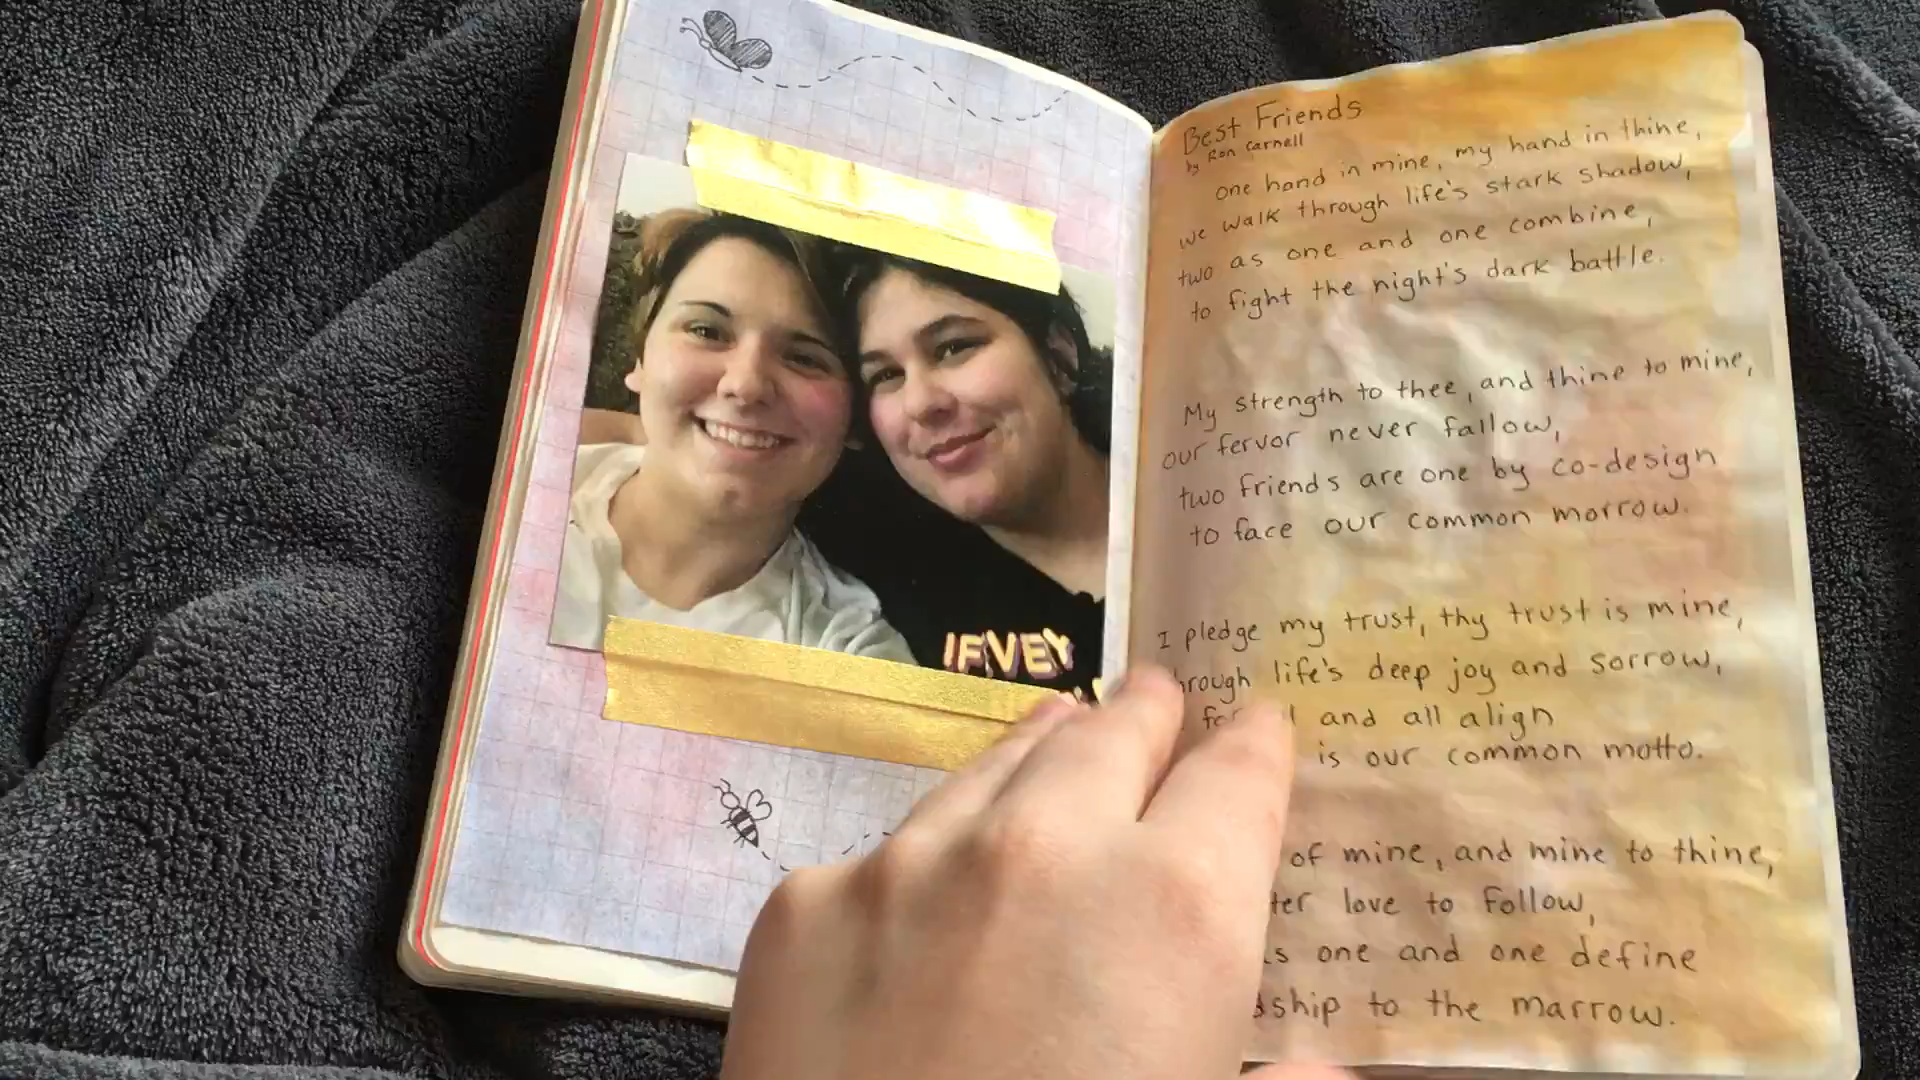 Best Friends
by Ron Carnell
one hand in mine, my hand in thine,
we walk through life's stark shadow,
two as one and one combine,
to fight the night's dark battle.
My strength to thee, and thine to mine,
our fervor never fallow,
two friends are one by co-design
to face our common morrow.
I pledge my trust, thy trust is mine,
life's deep joy and sorrow,
and all align
is our common motto.
of mine, and mine to thine,
love to follow,
one and one define
to the marrow.